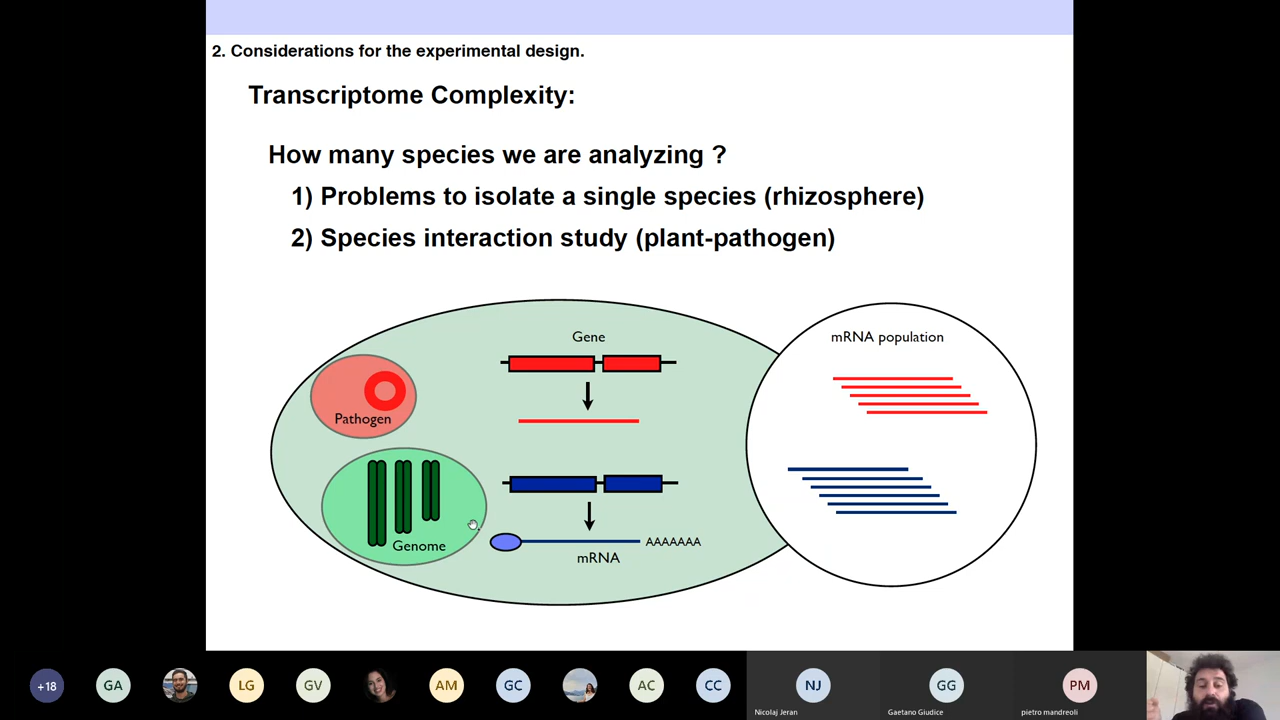 2. Considerations for the experimental design.
Transcriptome Complexity:
How many species we are analyzing ?
1) Problems to isolate a single species (rhizosphere)
2) Species interaction study (plant-pathogen)
Gene
mRNA population
Pathogen
Genome
AAAAAAA
mRNA
+18
GA
LG
GV
AM
GC
AC
CC
NJ
GG
PM
Nicolaj Jeran
Gaetano Giudice
pietro mandreoli